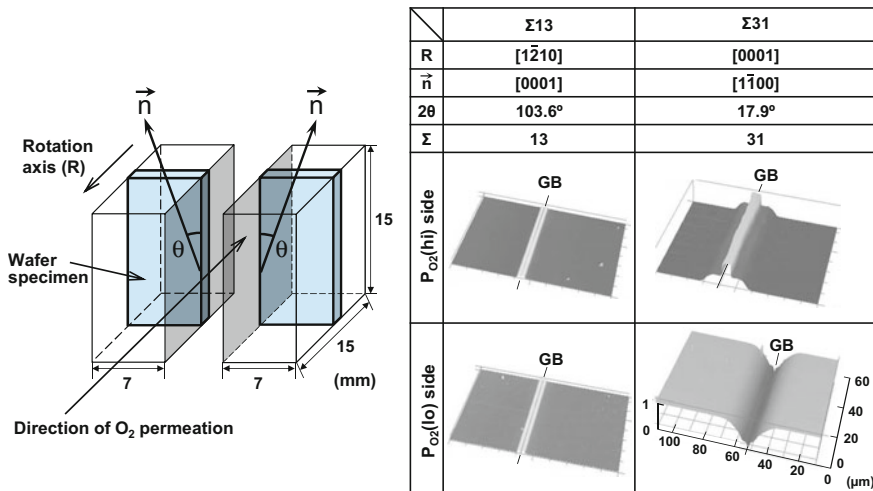 n⃗
n⃗
Rotation
axis (R)
θ
θ
Wafer
specimen
15
15
7
7
(mm)
Direction of O₂ permeation
Σ13 Σ31
R [12̄10] [0001]
n⃗ [0001] [11̄00]
2θ 103.6º 17.9º
Σ 13 31
P_O2(hi) side
GB
GB
P_O2(lo) side
GB
GB
1
0
100
80
60
40
20
0
60
40
20
0
(μm)